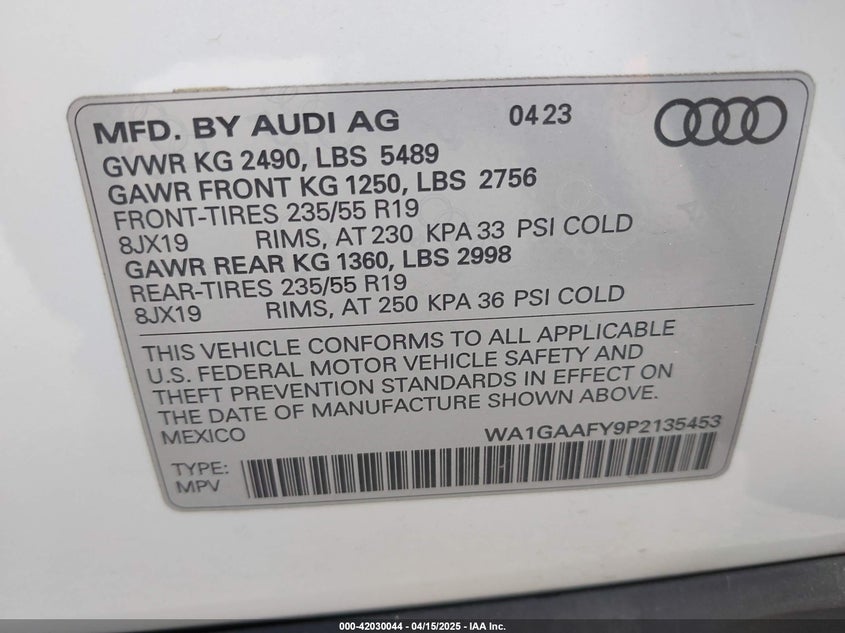 MFD. BY AUDI AG 0423
GVWR KG 2490, LBS 5489
GAWR FRONT KG 1250, LBS 2756
FRONT-TIRES 235/55 R19
8JX19 RIMS, AT 230 KPA 33 PSI COLD
GAWR REAR KG 1360, LBS 2998
REAR-TIRES 235/55 R19
8JX19 RIMS, AT 250 KPA 36 PSI COLD
THIS VEHICLE CONFORMS TO ALL APPLICABLE
U.S. FEDERAL MOTOR VEHICLE SAFETY AND
THEFT PREVENTION STANDARDS IN EFFECT ON
THE DATE OF MANUFACTURE SHOWN ABOVE.
MEXICO WA1GAAFY9P2135453
TYPE:
MPV
000-42030044 - 04/15/2025 - IAA Inc.